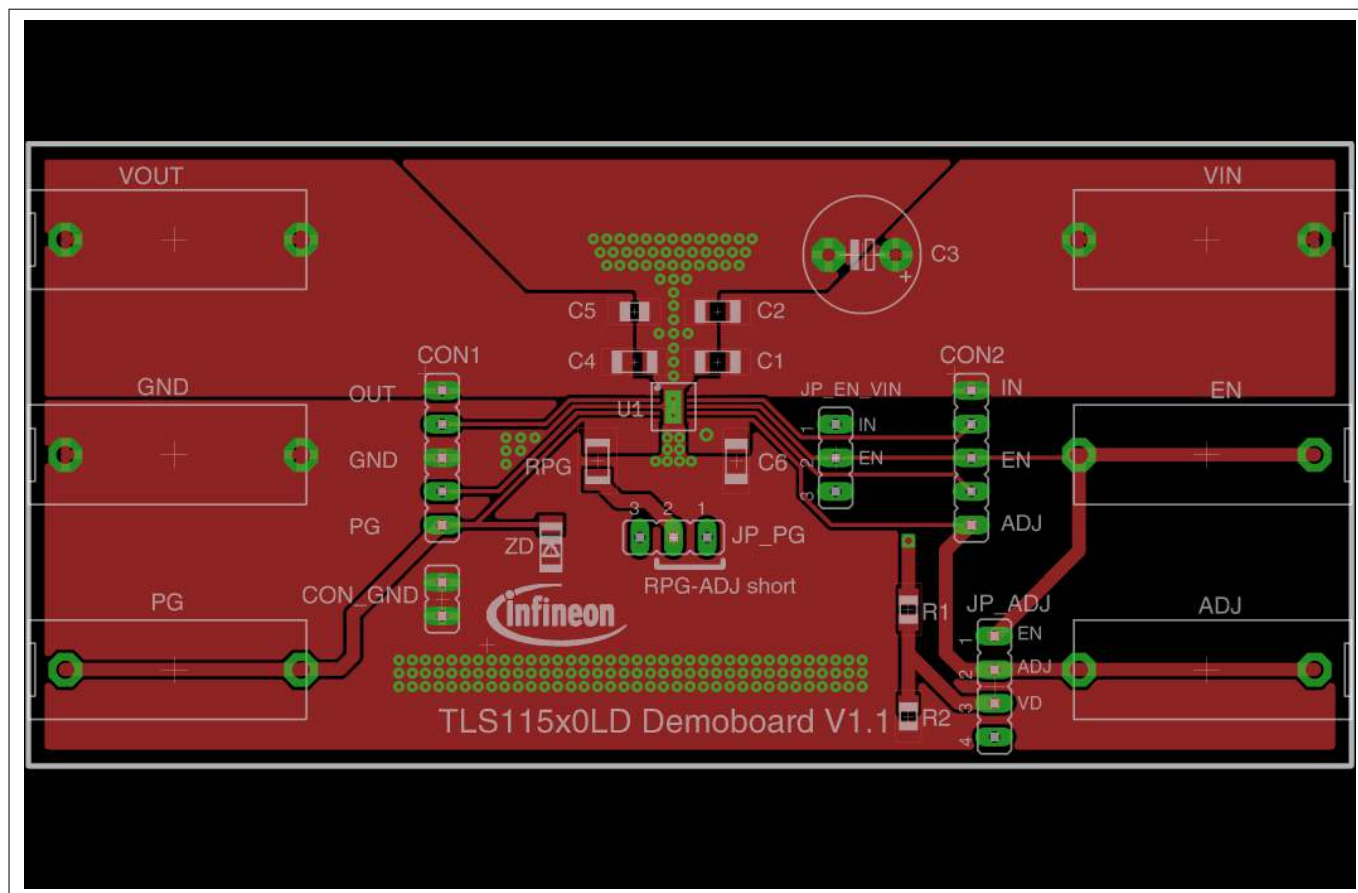 VOUT
VIN
C3
C5
C2
C4
C1
CON1
CON2
GND
OUT
JP_EN_VIN
IN
EN
U1
1
IN
GND
RPG
C6
2
EN
EN
3
PG
3
2
1
ADJ
ZD
JP_PG
RPG-ADJ short
CON_GND
PG
infineon
R1
JP_ADJ
ADJ
1
EN
2
ADJ
3
VD
TLS115x0LD Demoboard V1.1
R2
4